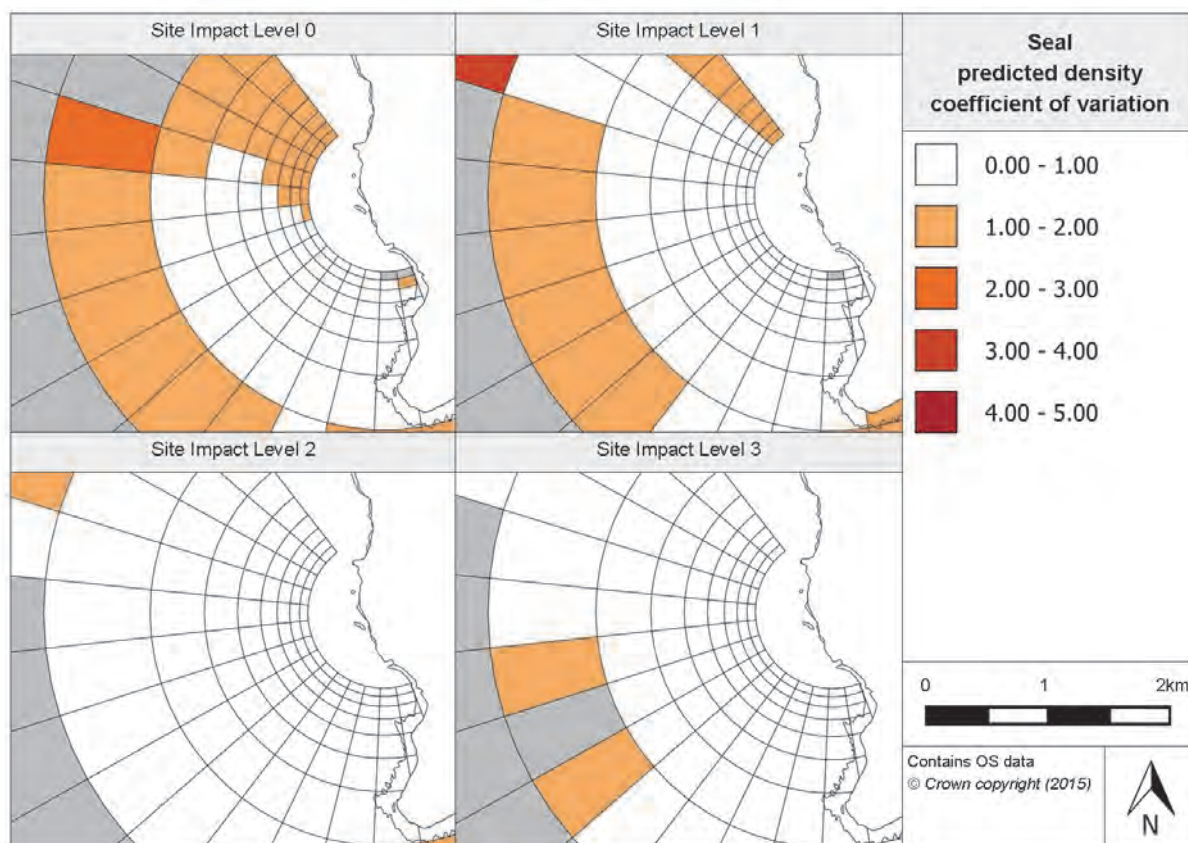 Site Impact Level 0
Site Impact Level 1
Site Impact Level 2
Site Impact Level 3
Seal
predicted density
coefficient of variation
0.00 - 1.00
1.00 - 2.00
2.00 - 3.00
3.00 - 4.00
4.00 - 5.00
0 1 2km
Contains OS data
© Crown copyright (2015)
N